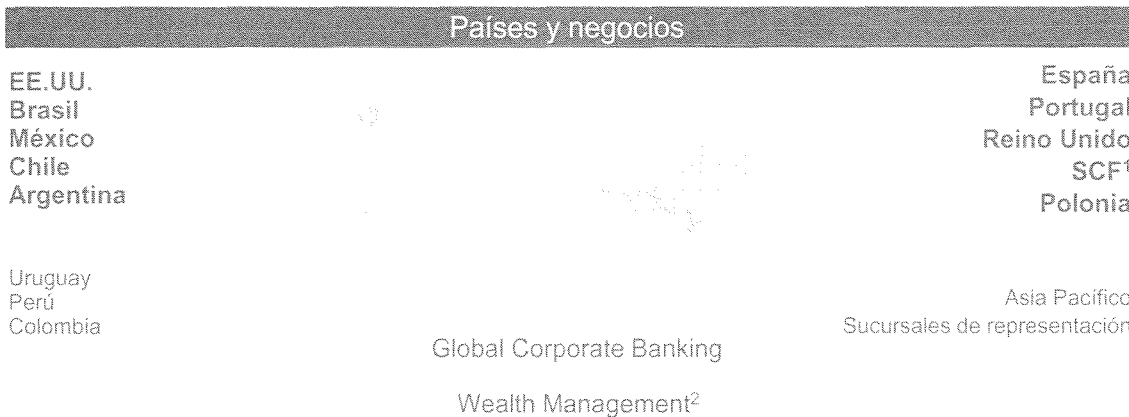 Países y negocios
EE.UU.
Brasil
México
Chile
Argentina
España
Portugal
Reino Unido
SCF¹
Polonia
Uruguay
Perú
Colombia
Asia Pacífico
Sucursales de representación
Global Corporate Banking
Wealth Management²